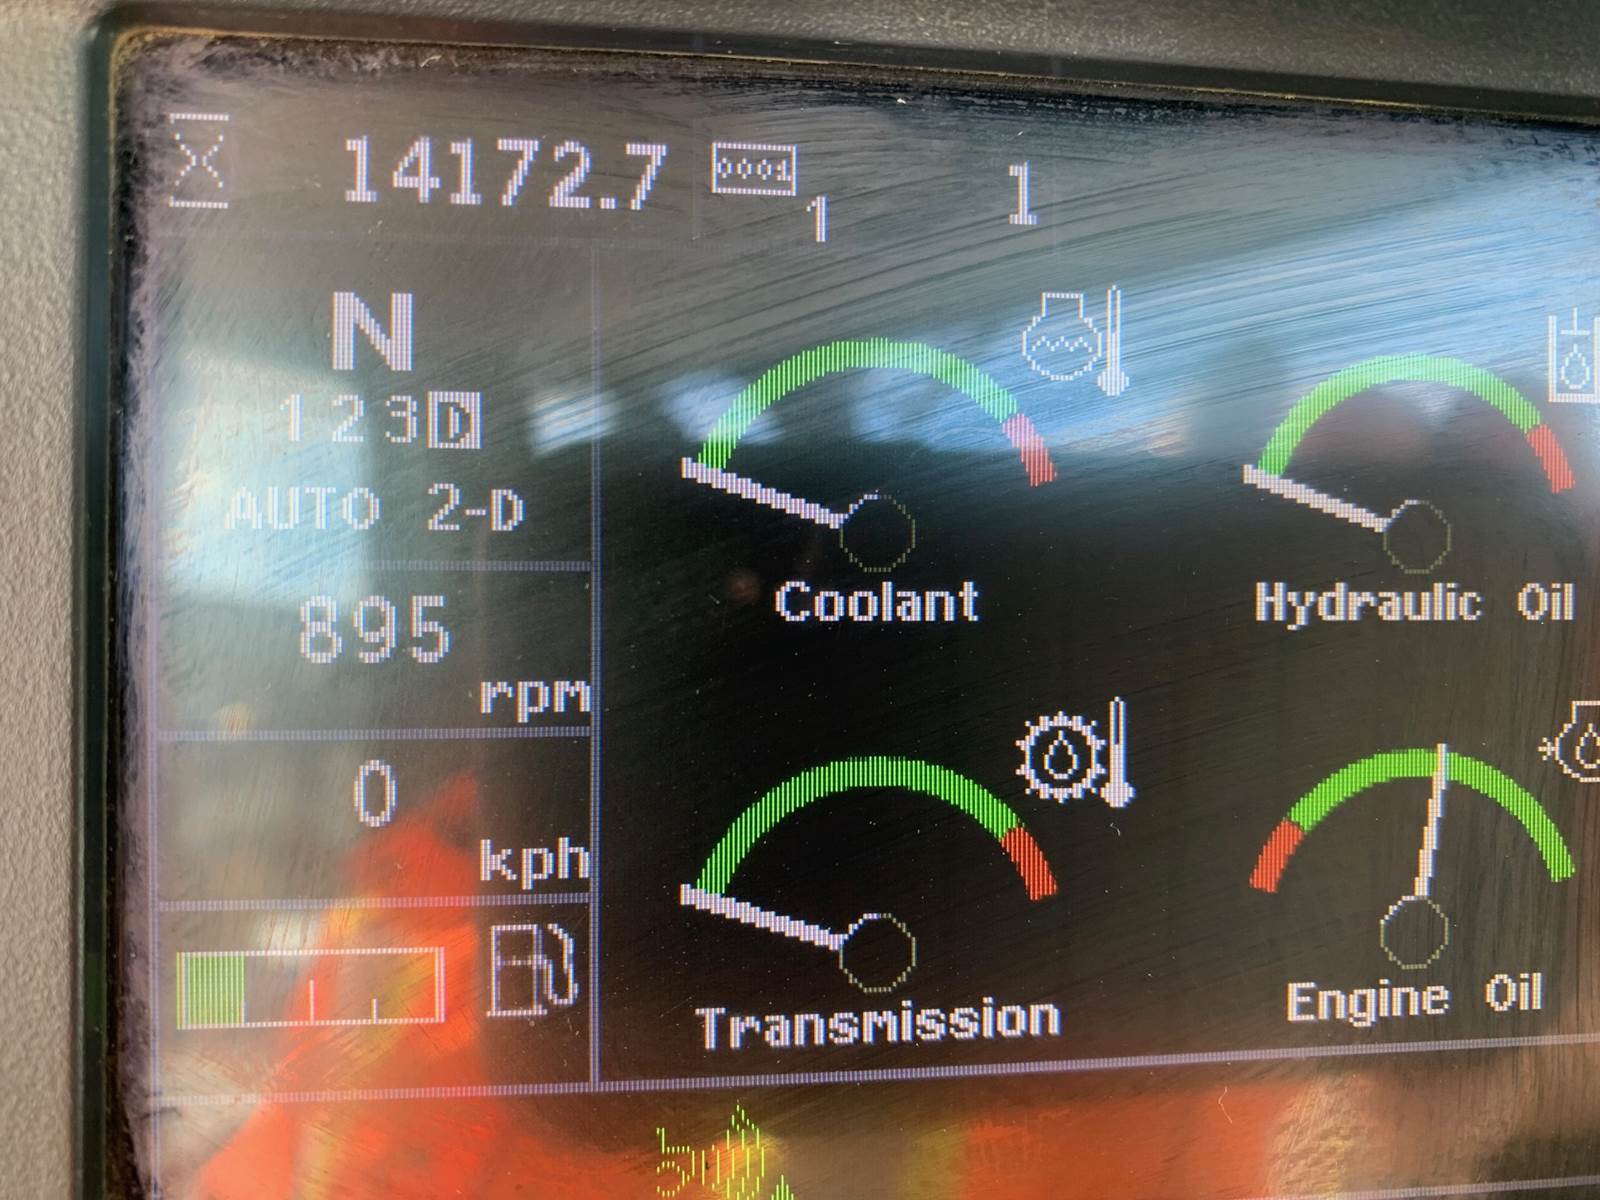 14172.7 0001 1 1
N
1 2 3 D
AUTO 2-D
895
rpm
0
kph
Coolant
Hydraulic Oil
Transmission
Engine Oil